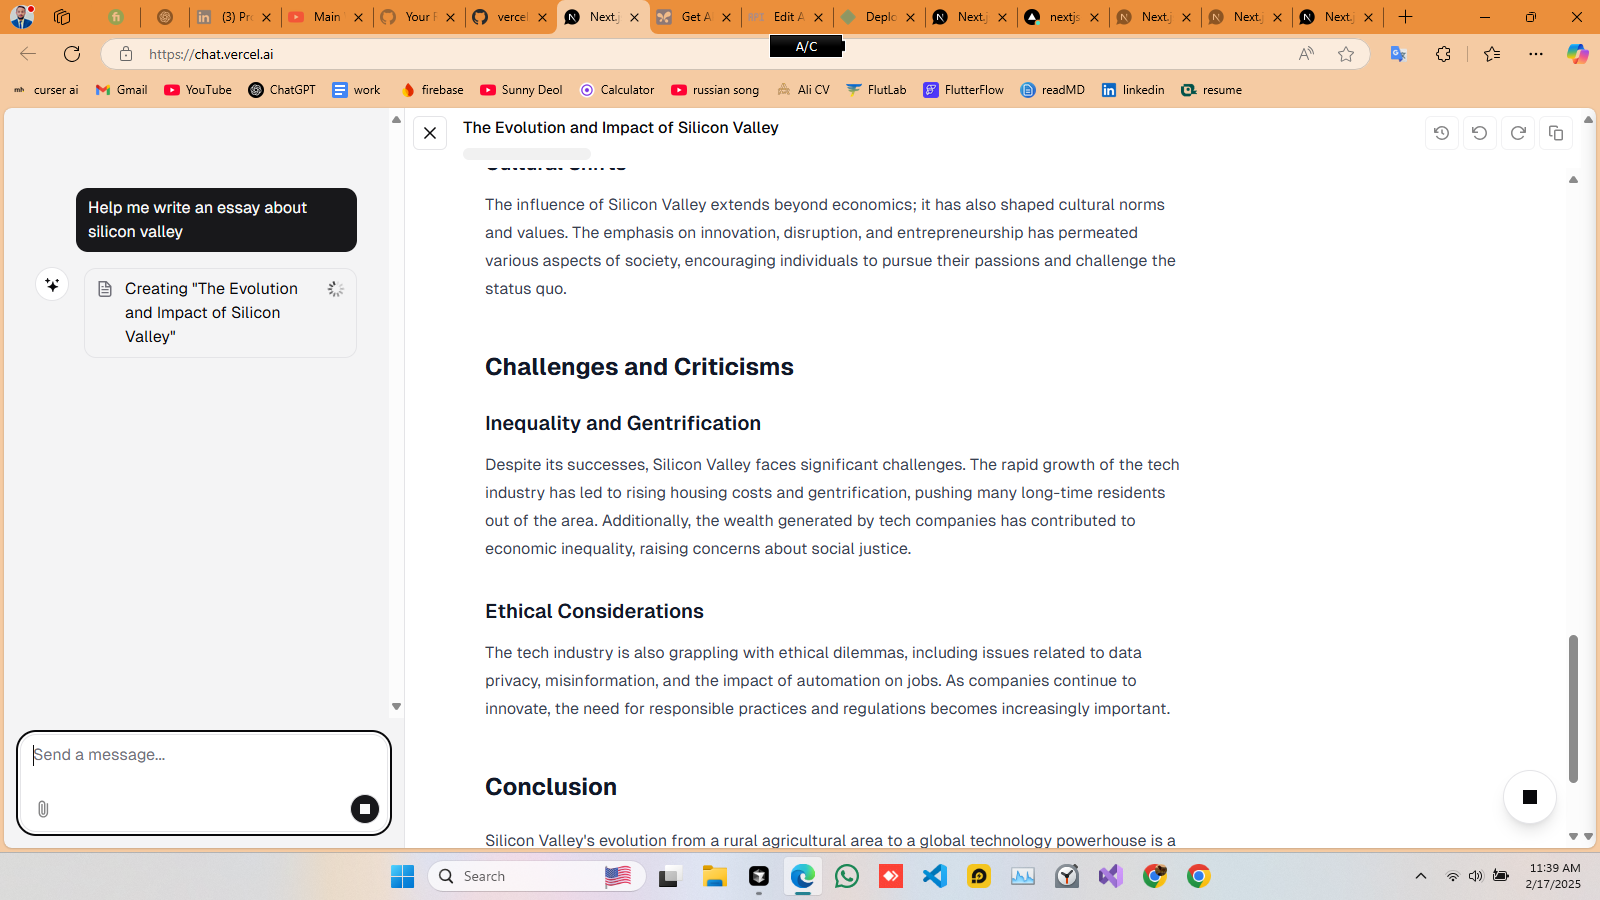 (3) Pr
Main
Your F
vercel
Next.j
Get A
Edit A
Deplo
Next.j
nextjs
Next.j
Next.j
Next.j
https://chat.vercel.ai
A/C
curser ai
Gmail
YouTube
ChatGPT
work
firebase
Sunny Deol
Calculator
russian song
Ali CV
FlutLab
FlutterFlow
readMD
linkedin
resume
Help me write an essay about
silicon valley
Creating "The Evolution
and Impact of Silicon
Valley"
Send a message...
The Evolution and Impact of Silicon Valley
Cultural Shifts
The influence of Silicon Valley extends beyond economics; it has also shaped cultural norms
and values. The emphasis on innovation, disruption, and entrepreneurship has permeated
various aspects of society, encouraging individuals to pursue their passions and challenge the
status quo.
Challenges and Criticisms
Inequality and Gentrification
Despite its successes, Silicon Valley faces significant challenges. The rapid growth of the tech
industry has led to rising housing costs and gentrification, pushing many long-time residents
out of the area. Additionally, the wealth generated by tech companies has contributed to
economic inequality, raising concerns about social justice.
Ethical Considerations
The tech industry is also grappling with ethical dilemmas, including issues related to data
privacy, misinformation, and the impact of automation on jobs. As companies continue to
innovate, the need for responsible practices and regulations becomes increasingly important.
Conclusion
Silicon Valley's evolution from a rural agricultural area to a global technology powerhouse is a
Search
11:39 AM
2/17/2025